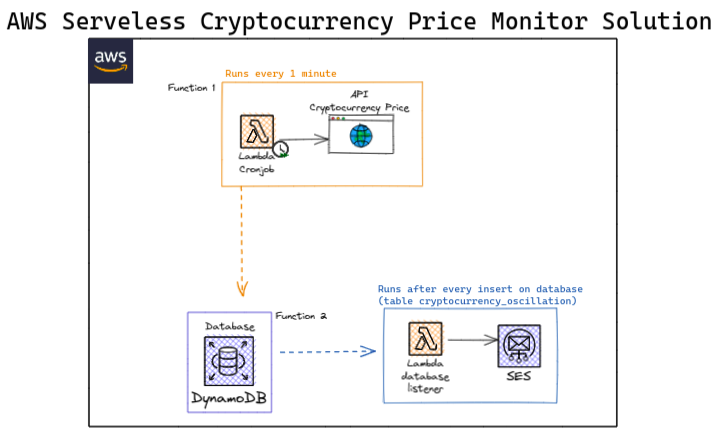 AWS Serveless Cryptocurrency Price Monitor Solution
aws
Runs every 1 minute
Function 1
API
Cryptocurrency Price
Lambda
Cronjob
Runs after every insert on database
(table cryptocurrency_oscillation)
Function 2
Database
DynamoDB
Lambda
database
listener
SES